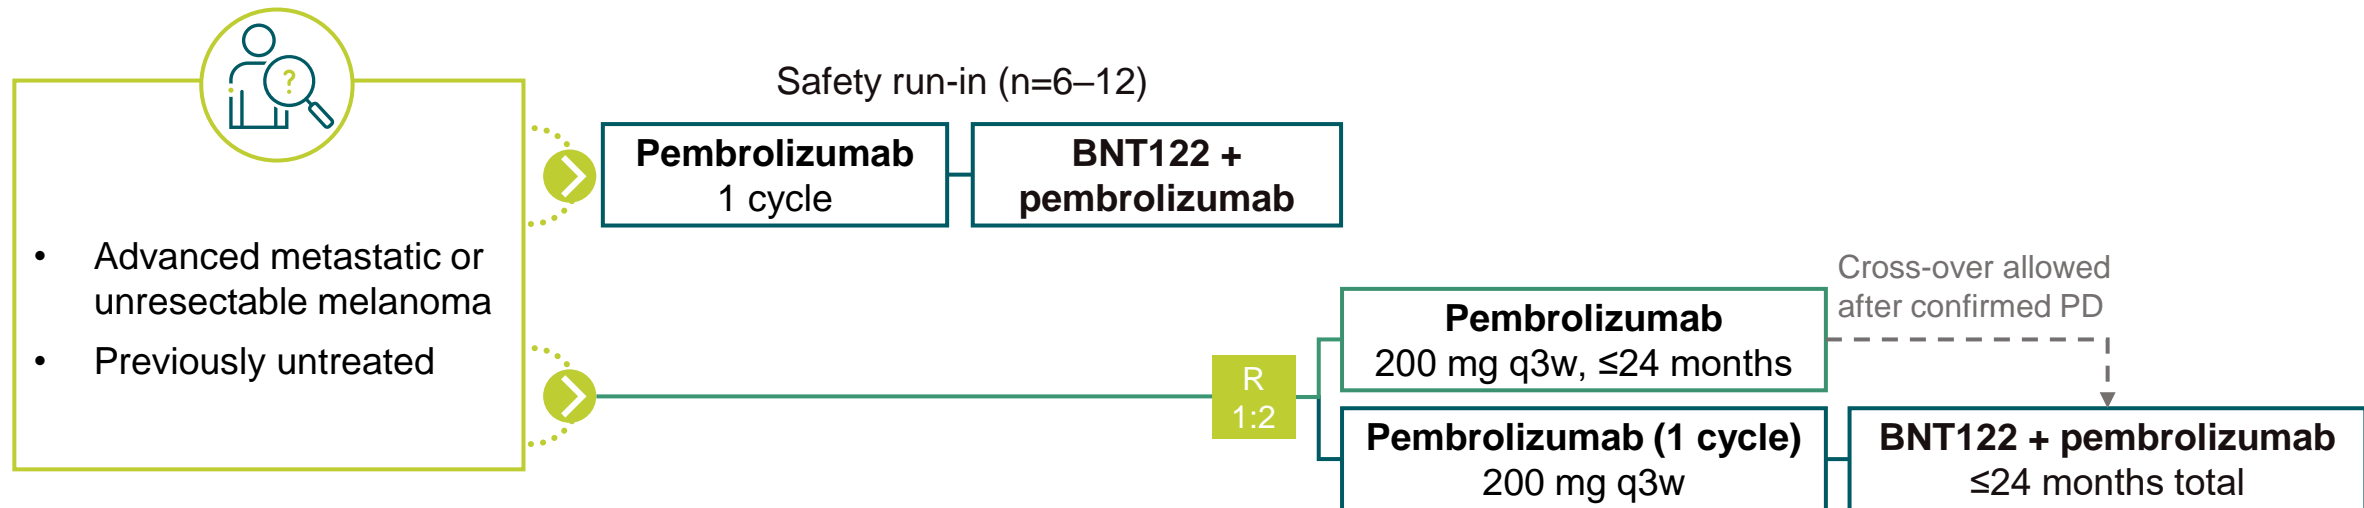 ?
Safety run-in (n=6–12)
Pembrolizumab
1 cycle
BNT122 +
pembrolizumab
• Advanced metastatic or
unresectable melanoma
• Previously untreated
R
1:2
Pembrolizumab
200 mg q3w, ≤24 months
Cross-over allowed
after confirmed PD
Pembrolizumab (1 cycle)
200 mg q3w
BNT122 + pembrolizumab
≤24 months total